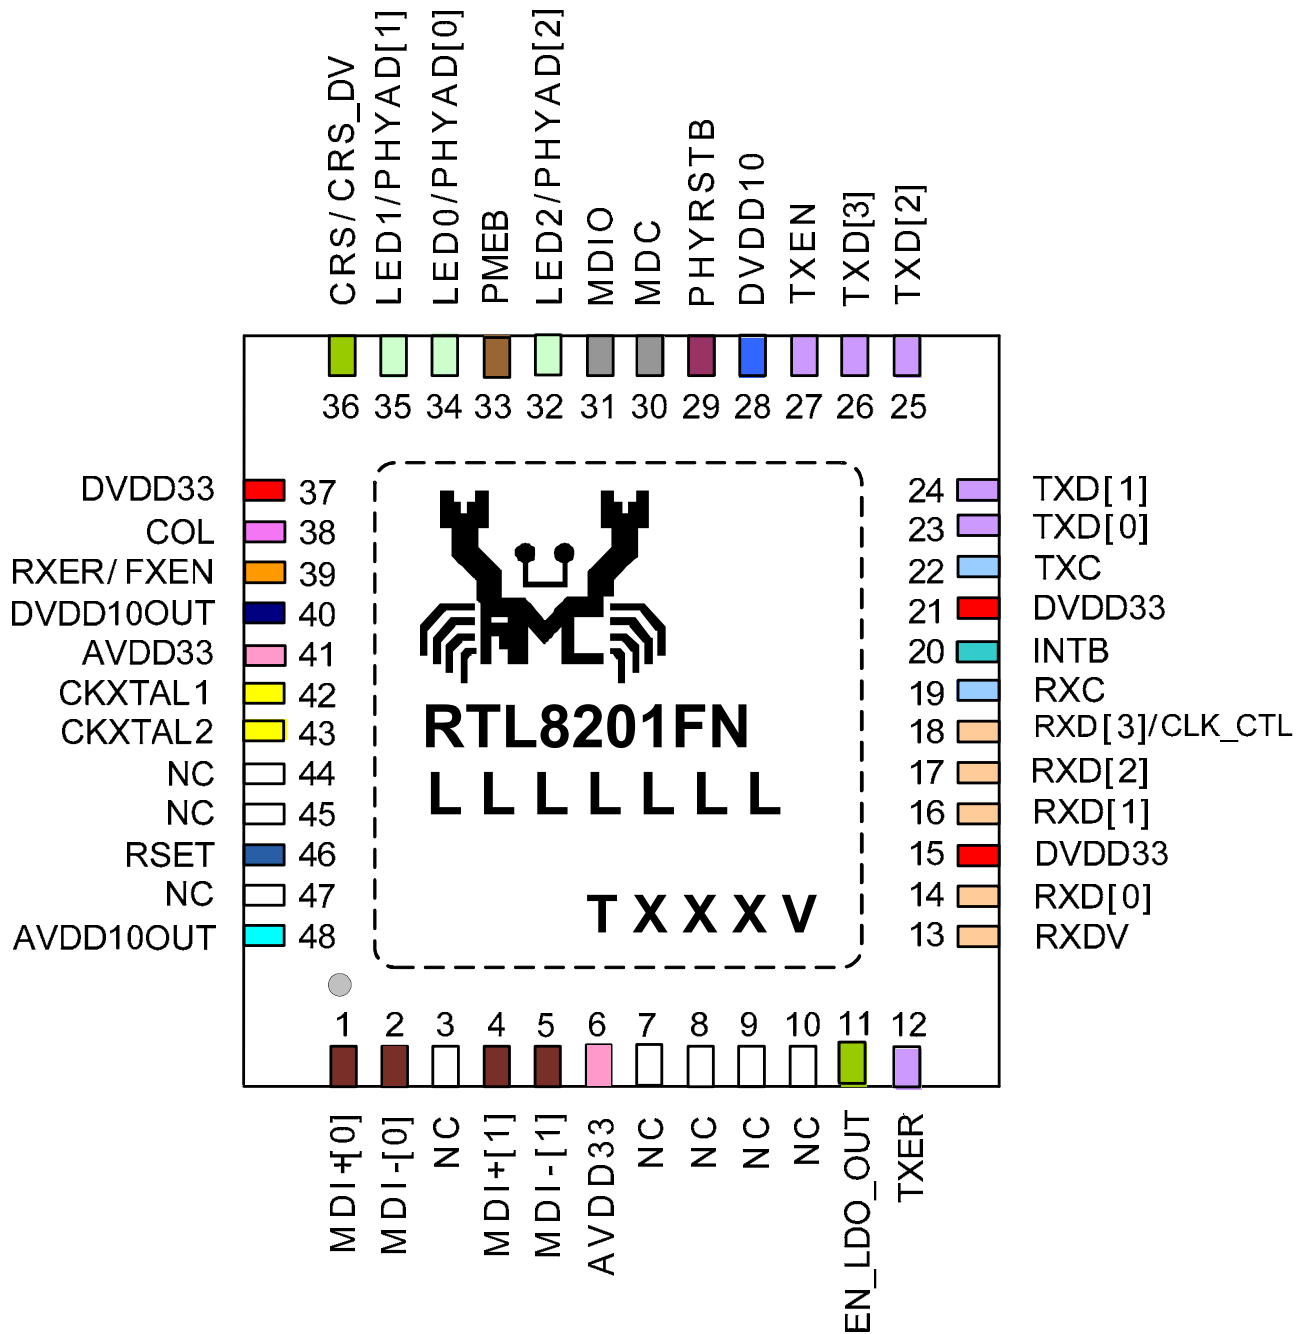 CRS/CRS_DV
LED1/PHYAD[1]
LED0/PHYAD[0]
PMEB
LED2/PHYAD[2]
MDIO
MDC
PHYRSTB
DVDD10
TXEN
TXD[3]
TXD[2]
36 35 34 33 32 31 30 29 28 27 26 25
DVDD33 37
COL 38
RXER/FXEN 39
DVDD10OUT 40
AVDD33 41
CKXTAL1 42
CKXTAL2 43
NC 44
NC 45
RSET 46
NC 47
AVDD10OUT 48
RTL8201FN
LLLLLLL
TXXXV
24 TXD[1]
23 TXD[0]
22 TXC
21 DVDD33
20 INTB
19 RXC
18 RXD[3]/CLK_CTL
17 RXD[2]
16 RXD[1]
15 DVDD33
14 RXD[0]
13 RXDV
1 2 3 4 5 6 7 8 9 10 11 12
MDI+[0]
MDI-[0]
NC
MDI+[1]
MDI-[1]
AVDD33
NC
NC
NC
NC
EN_LDO_OUT
TXER